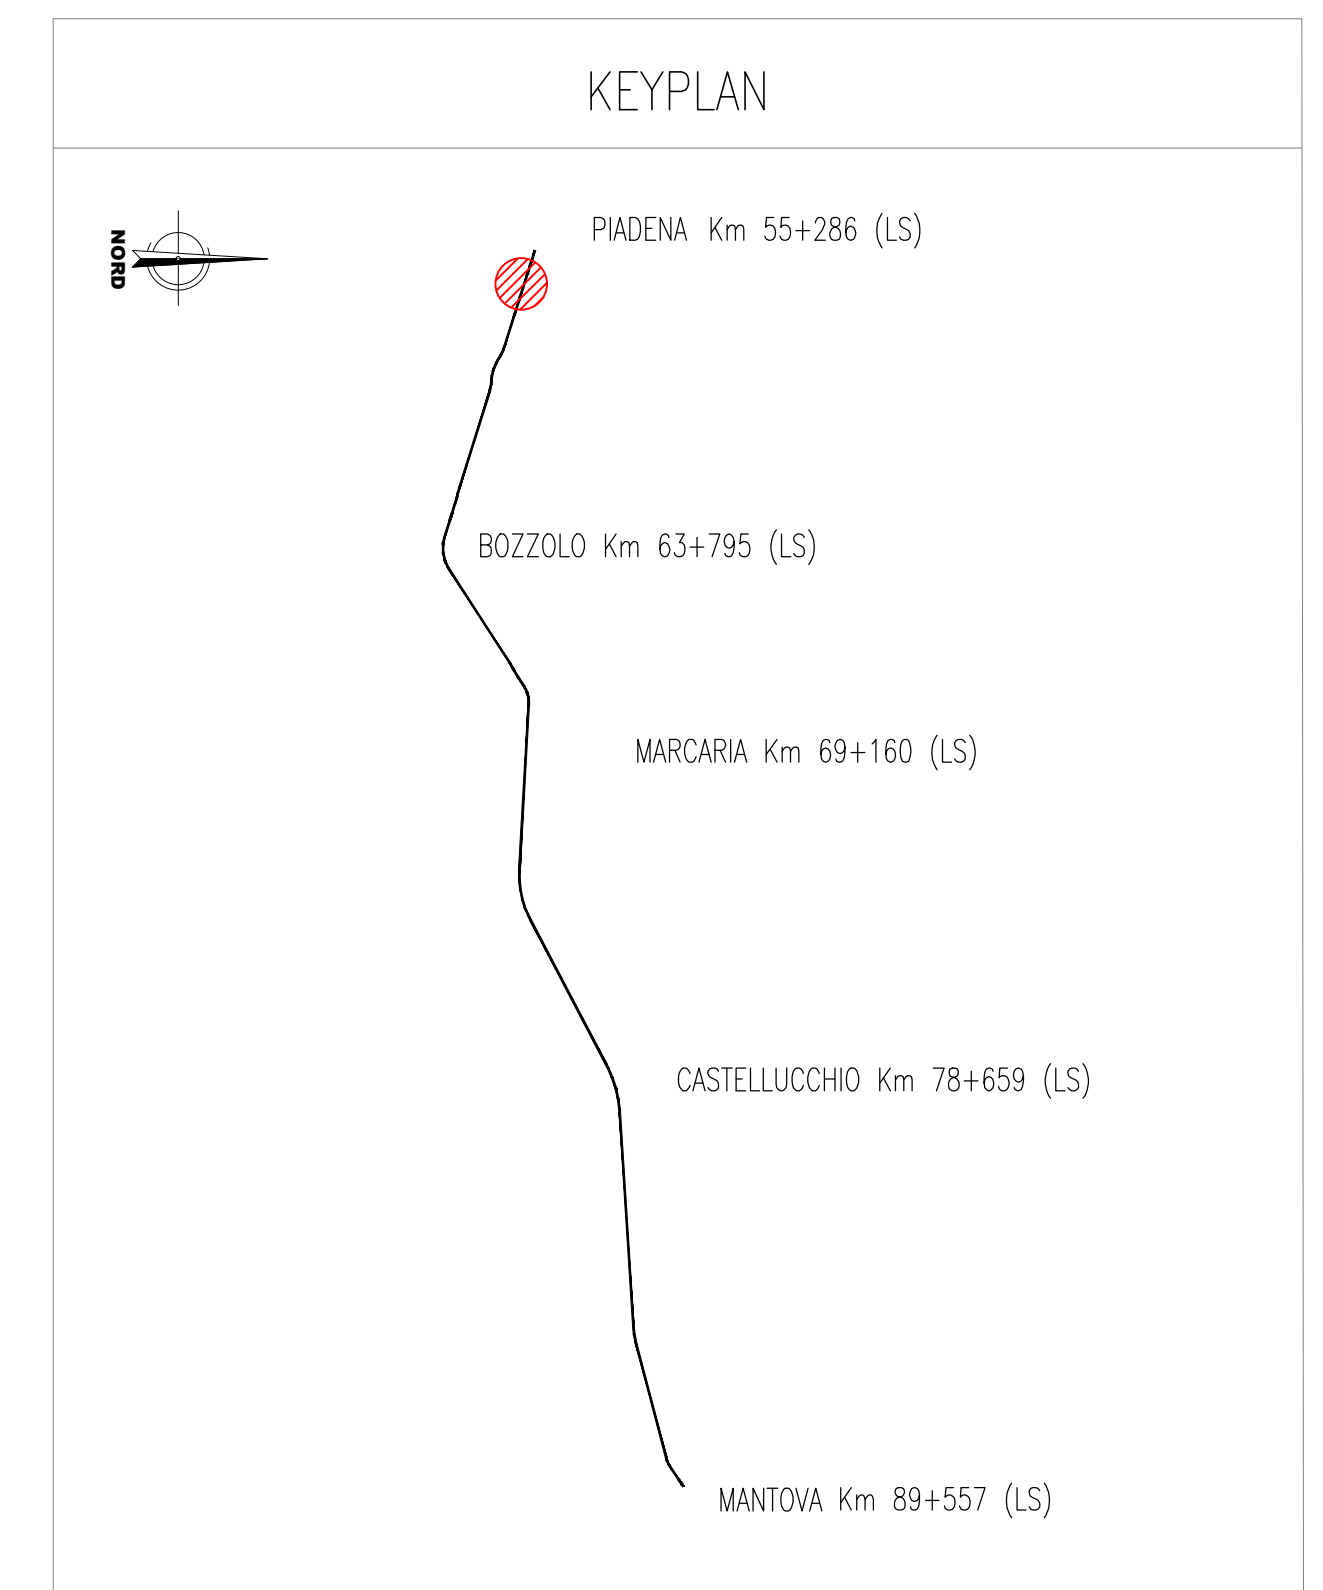 KEYPLAN
NORD
PIADENA Km 55+286 (LS)
BOZZOLO Km 63+795 (LS)
MARCARIA Km 69+160 (LS)
CASTELLUCCHIO Km 78+659 (LS)
MANTOVA Km 89+557 (LS)